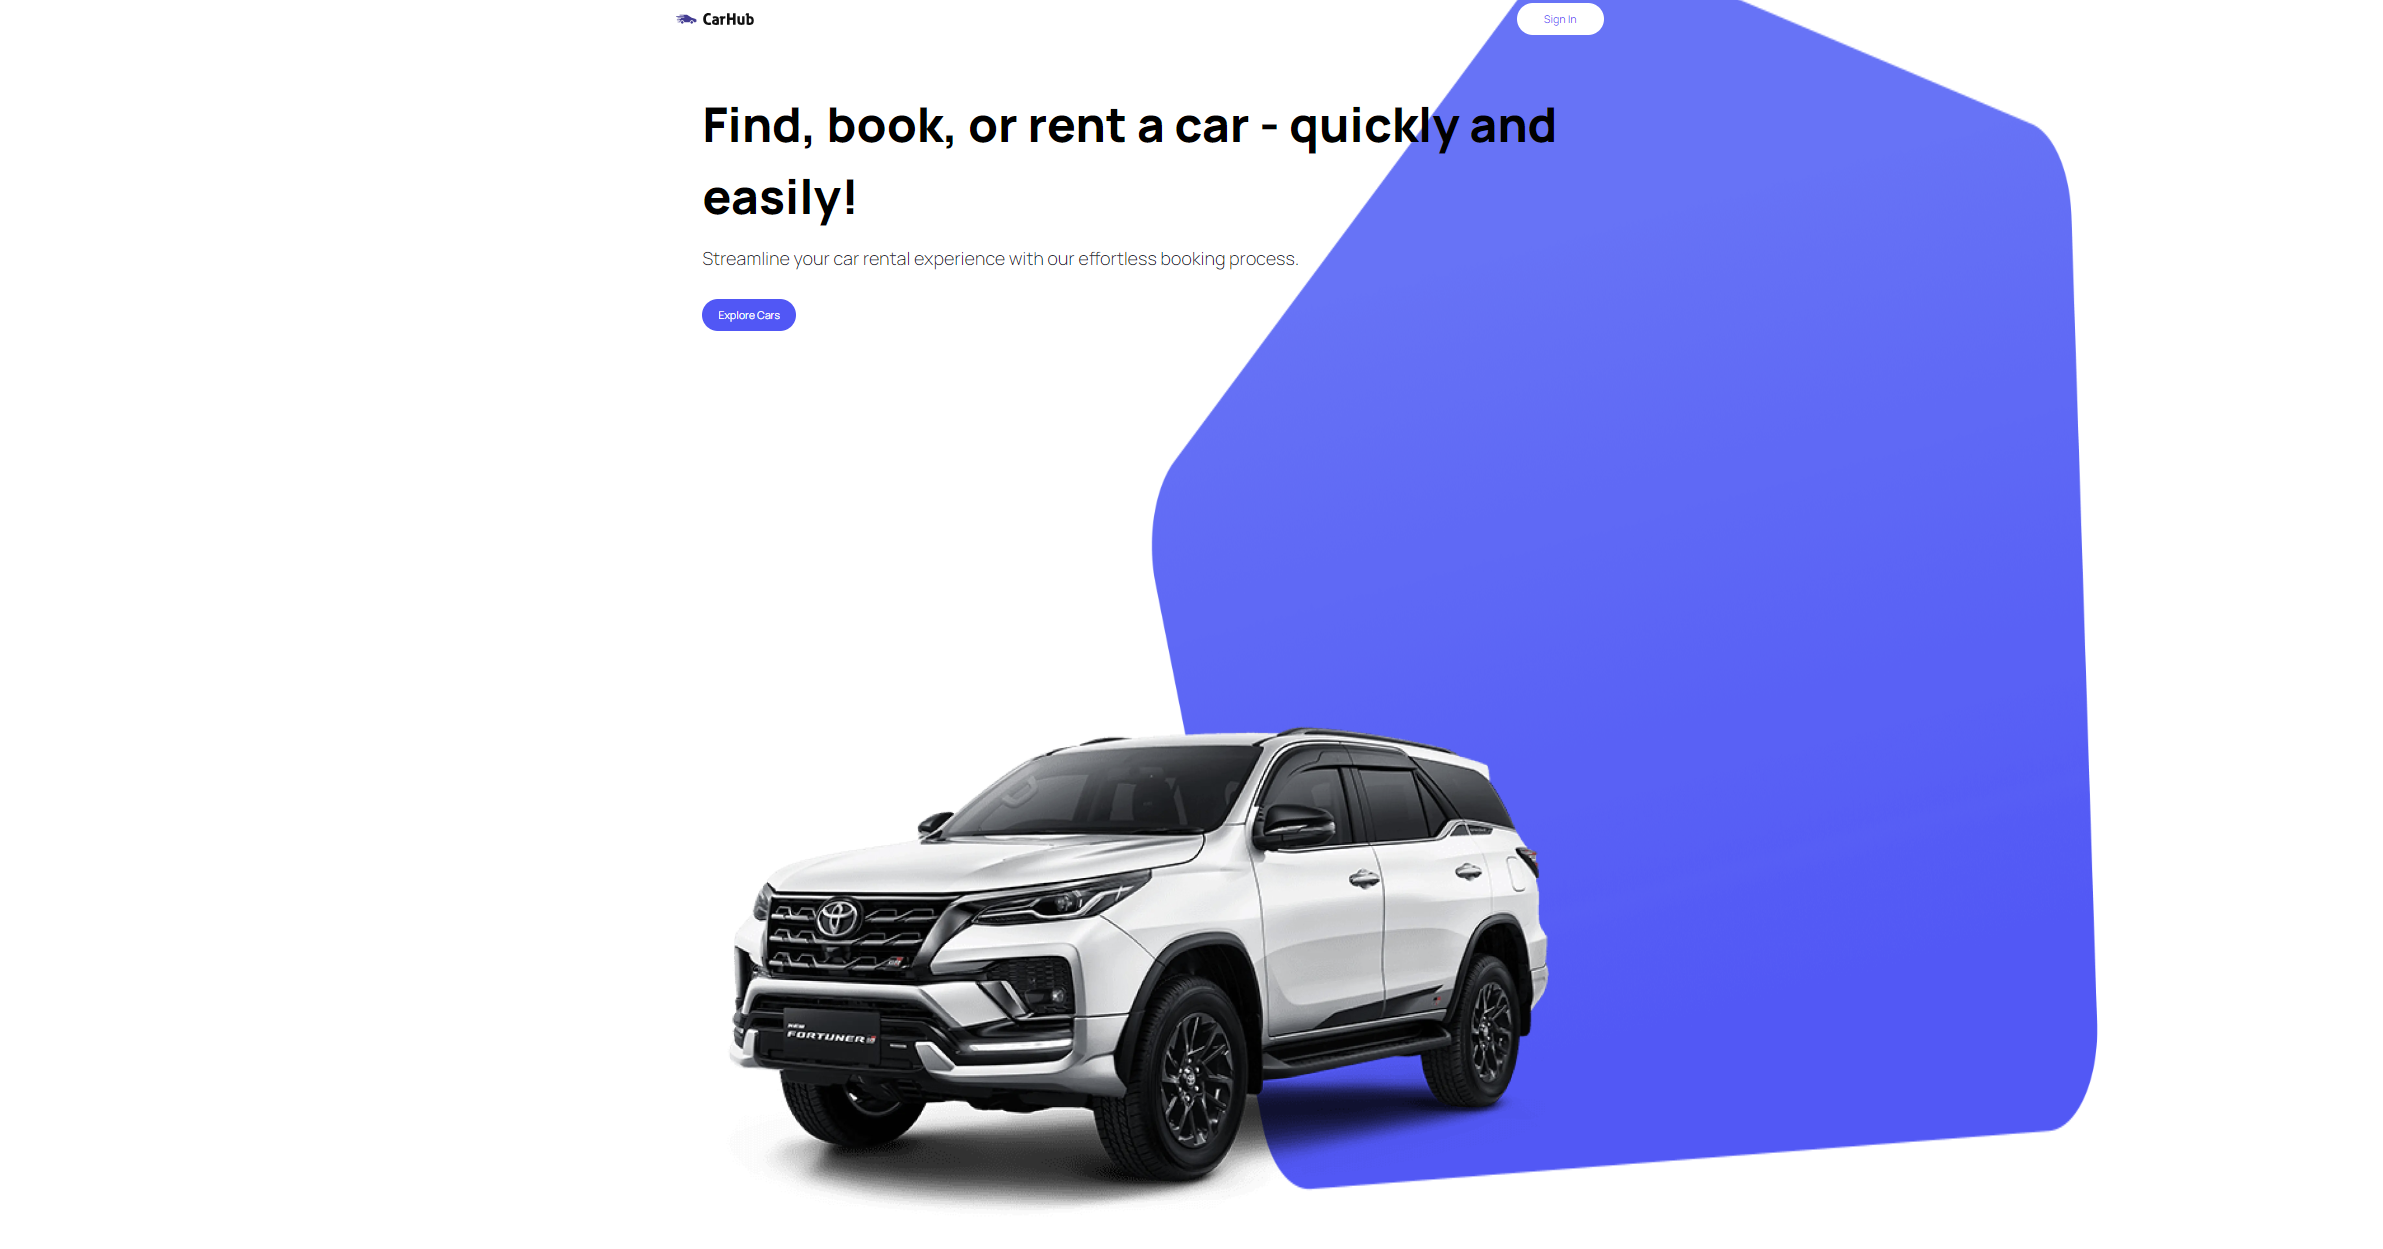 CarHub
Sign In
Find, book, or rent a car - quickly and
easily!
Streamline your car rental experience with our effortless booking process.
Explore Cars
NEW
FORTUNER